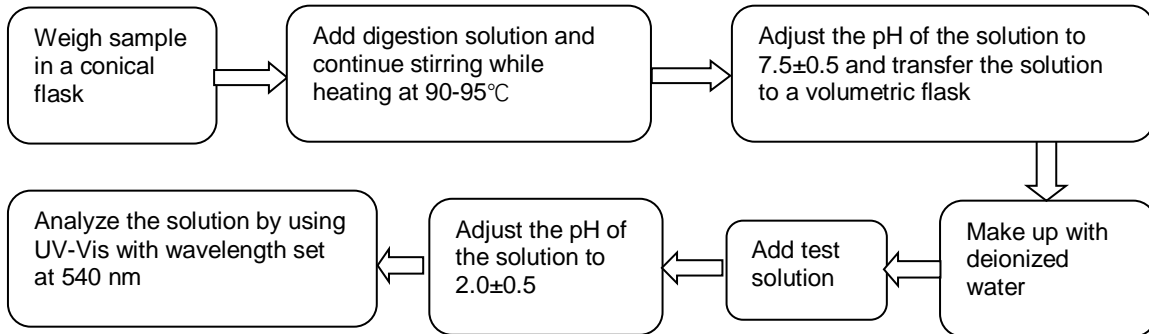 Weigh sample
in a conical
flask
Add digestion solution and
continue stirring while
heating at 90-95℃
Adjust the pH of the solution to
7.5±0.5 and transfer the solution
to a volumetric flask
Make up with
deionized
water
Add test
solution
Adjust the pH of
the solution to
2.0±0.5
Analyze the solution by using
UV-Vis with wavelength set
at 540 nm